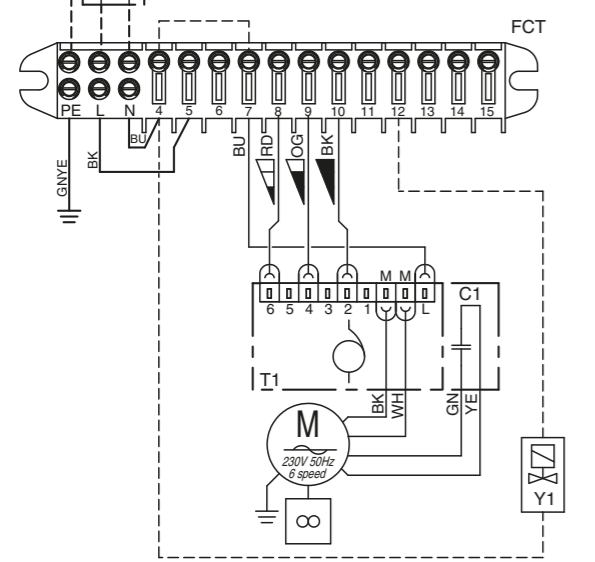 FCT
PE L N 4 5 6 7 8 9 10 11 12 13 14 15
BU
BK
GNYE
BU
RD
OG
BK
M M
C1
6 5 4 3 2 1 L
T1
BK
WH
GN
YE
M
230V 50Hz
6 speed
Y1
8